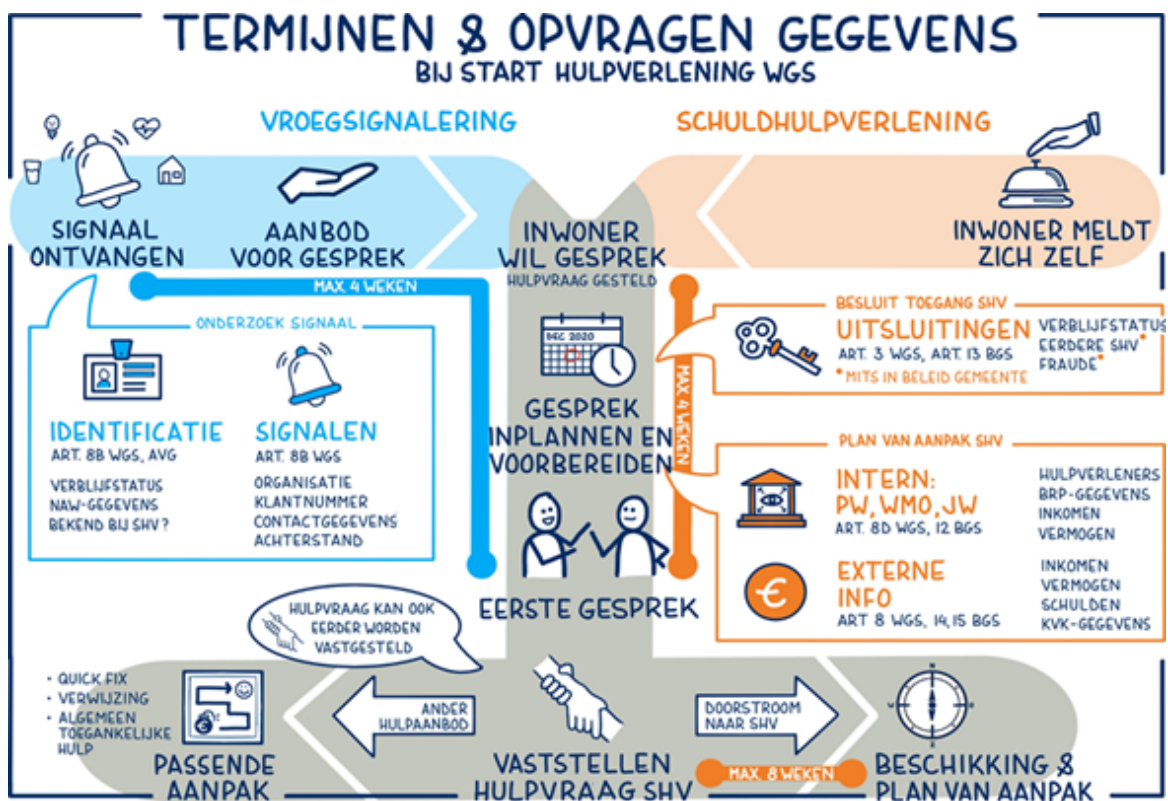 TERMIJNEN & OPVRAGEN GEGEVENS
BIJ START HULPVERLENING WGS
VROEGSIGNALERING
SCHULDHULPVERLENING
SIGNAAL
ONTVANGEN
AANBOD
VOOR GESPREK
INWONER
WIL GESPREK
HULPVRAAG GESTELD
INWONER MELDT
ZICH ZELF
MAX. 4 WEKEN
ONDERZOEK SIGNAAL
IDENTIFICATIE
ART. 8B WGS, AVG
VERBLIJFSTATUS
NAW-GEGEVENS
BEKEND BIJ SHV?
SIGNALEN
ART. 8B WGS
ORGANISATIE
KLANTNUMMER
CONTACTGEGEVENS
ACHTERSTAND
DEC 2020
GESPREK
INPLANNEN EN
VOORBEREIDEN
EERSTE GESPREK
MAX. 4 WEKEN
BESLUIT TOEGANG SHV
UITSLUITINGEN
ART. 3 WGS, ART. 13 BGS
*MITS IN BELEID GEMEENTE
VERBLIJFSTATUS
EERDERE SHV*
FRAUDE*
PLAN VAN AANPAK SHV
INTERN:
PW, WMO, JW
ART. 8D WGS, 12 BGS
HULPVERLENERS
BRP-GEGEVENS
INKOMEN
VERMOGEN
€
EXTERNE
INFO
ART 8 WGS, 14,15 BGS
INKOMEN
VERMOGEN
SCHULDEN
KVK-GEGEVENS
HULPVRAAG KAN OOK
EERDER WORDEN
VASTGESTELD
• QUICK FIX
• VERWIJZING
• ALGEMEEN
TOEGANKELIJKE
HULP
€
PASSENDE
AANPAK
ANDER
HULPAANBOD
VASTSTELLEN
HULPVRAAG SHV
DOORSTROOM
NAAR SHV
MAX. 8 WEKEN
N
W
O
BESCHIKKING &
PLAN VAN AANPAK